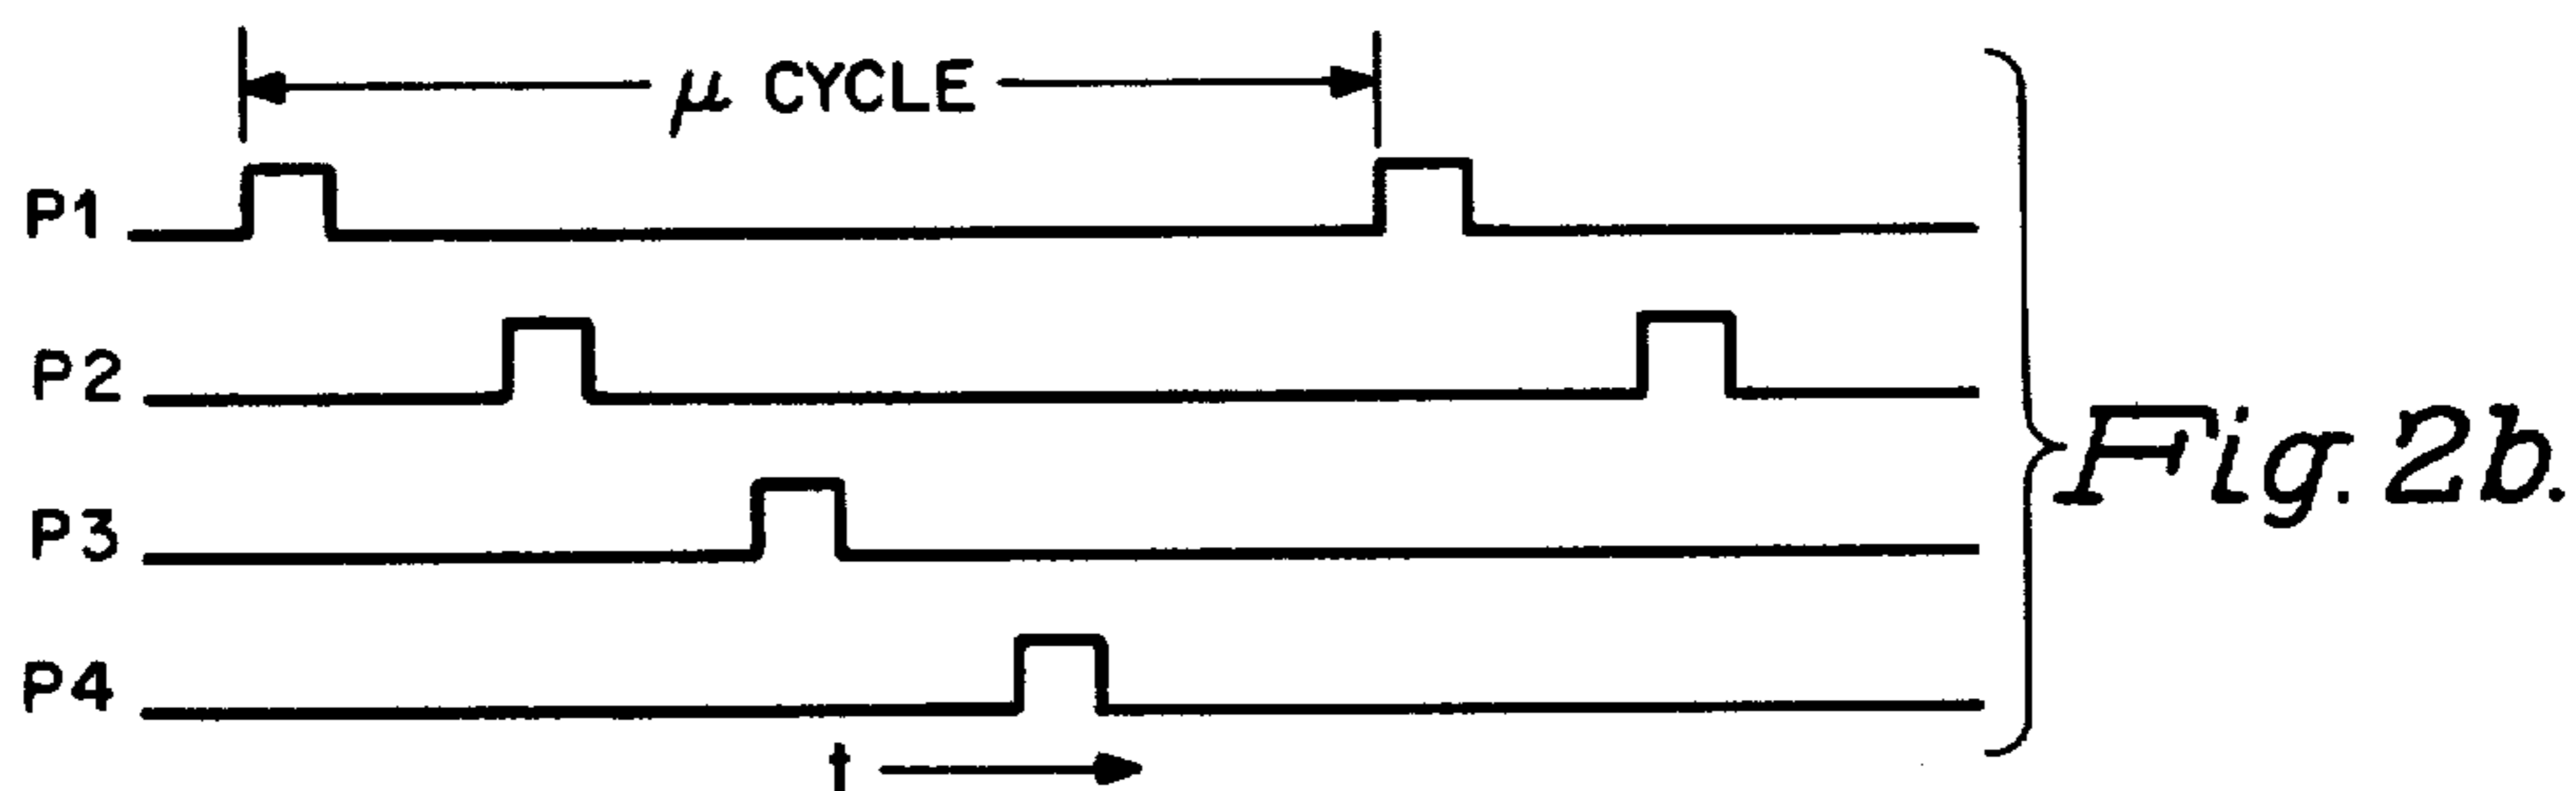 μ CYCLE
P1
P2
P3
P4
t
Fig. 2b.